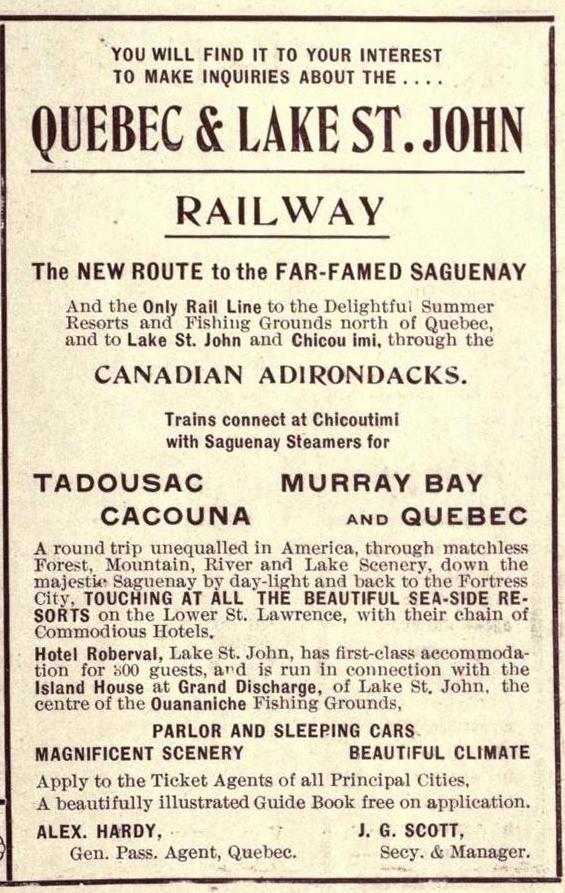 YOU WILL FIND IT TO YOUR INTEREST
TO MAKE INQUIRIES ABOUT THE ....
QUEBEC & LAKE ST. JOHN
RAILWAY
The NEW ROUTE to the FAR-FAMED SAGUENAY
And the Only Rail Line to the Delightful Summer
Resorts and Fishing Grounds north of Quebec,
and to Lake St. John and Chicou imi, through the
CANADIAN ADIRONDACKS.
Trains connect at Chicoutimi
with Saguenay Steamers for
TADOUSAC MURRAY BAY
CACOUNA AND QUEBEC
A round trip unequalled in America, through matchless
Forest, Mountain, River and Lake Scenery, down the
majestic Saguenay by day-light and back to the Fortress
City, TOUCHING AT ALL THE BEAUTIFUL SEA-SIDE RE-
SORTS on the Lower St. Lawrence, with their chain of
Commodious Hotels.
Hotel Roberval, Lake St. John, has first-class accommoda-
tion for 300 guests, and is run in connection with the
Island House at Grand Discharge, of Lake St. John, the
centre of the Ouananiche Fishing Grounds,
PARLOR AND SLEEPING CARS
MAGNIFICENT SCENERY BEAUTIFUL CLIMATE
Apply to the Ticket Agents of all Principal Cities,
A beautifully illustrated Guide Book free on application.
ALEX. HARDY, J. G. SCOTT,
Gen. Pass. Agent, Quebec. Secy. & Manager.